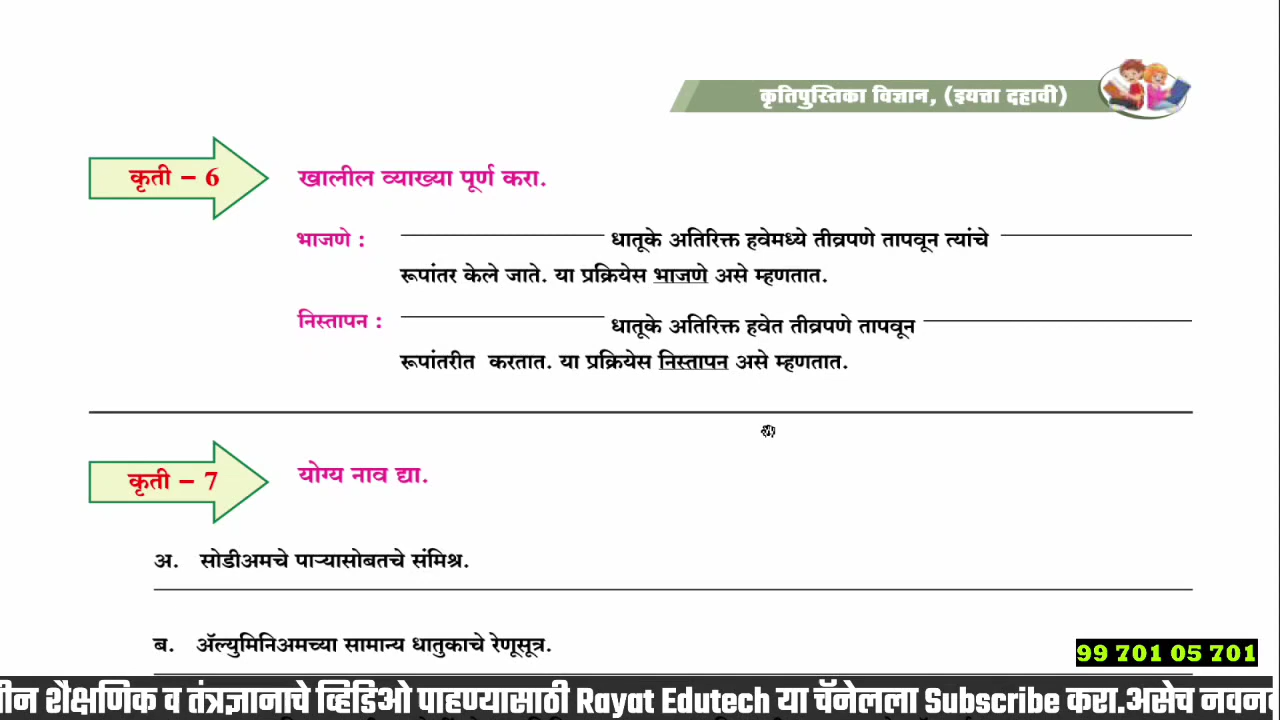 कृतिपुस्तिका विज्ञान, (इयत्ता दहावी)
कृती – 6
खालील व्याख्या पूर्ण करा.
भाजणे : धातूके अतिरिक्त हवेमध्ये तीव्रपणे तापवून त्यांचे
रूपांतर केले जाते. या प्रक्रियेस भाजणे असे म्हणतात.
निस्तापन : धातूके अतिरिक्त हवेत तीव्रपणे तापवून
रूपांतरीत करतात. या प्रक्रियेस निस्तापन असे म्हणतात.
कृती – 7
योग्य नाव द्या.
अ. सोडीअमचे पाऱ्यासोबतचे संमिश्र.
ब. ॲल्युमिनिअमच्या सामान्य धातुकाचे रेणूसूत्र.
99 701 05 701
शैक्षणिक व तंत्रज्ञानाचे व्हिडिओ पाहण्यासाठी Rayat Edutech या चॅनेलला Subscribe करा.असेच